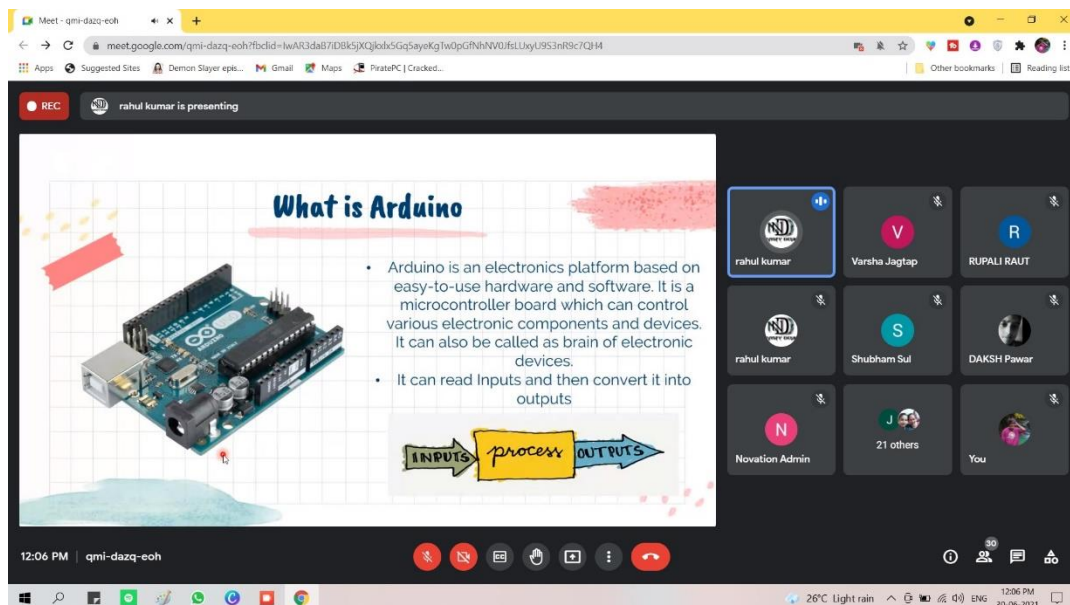 Meet - qmi-dazq-eoh
meet.google.com/qmi-dazq-eoh?fbclid=
Apps
Suggested Sites
Demon Slayer epis...
Gmail
Maps
PiratePC | Cracked...
Other bookmarks
Reading list
REC
rahul kumar is presenting
What is Arduino
• Arduino is an electronics platform based on
easy-to-use hardware and software. It is a
microcontroller board which can control
various electronic components and devices.
It can also be called as brain of electronic
devices.
• It can read Inputs and then convert it into
outputs
ARDUINO
INPUTS
process
OUTPUTS
rahul kumar
V
Varsha Jagtap
R
RUPALI RAUT
rahul kumar
S
Shubham Sul
DAKSH Pawar
N
Novation Admin
J
21 others
You
12:06 PM | qmi-dazq-eoh
30
26°C Light rain
ENG
12:06 PM
30-06-2021